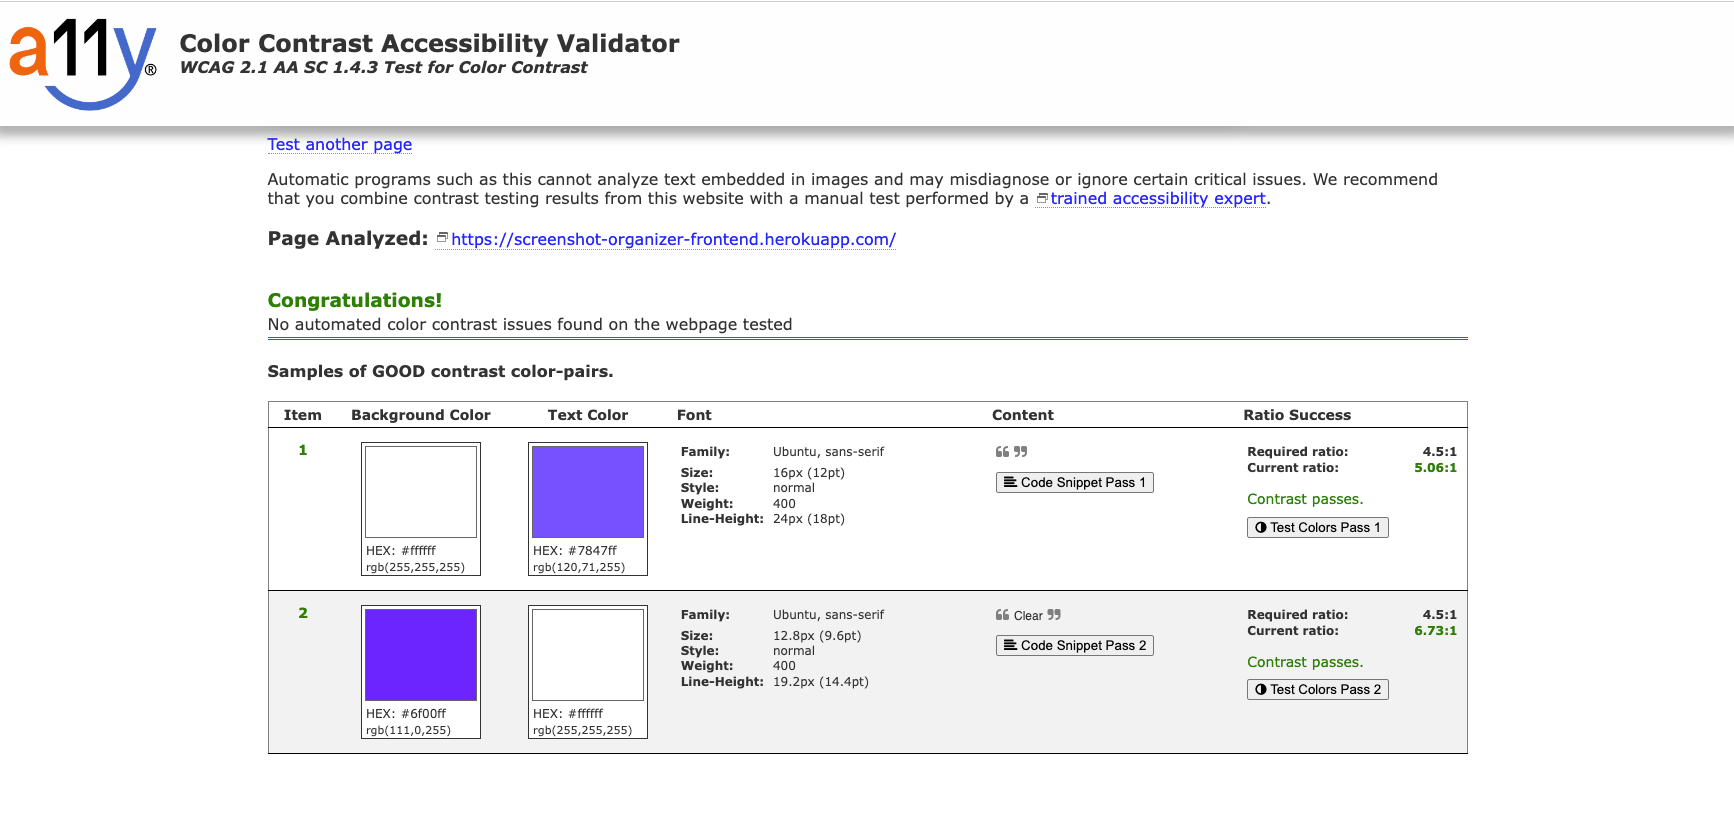 a11y®
Color Contrast Accessibility Validator
WCAG 2.1 AA SC 1.4.3 Test for Color Contrast
Test another page
Automatic programs such as this cannot analyze text embedded in images and may misdiagnose or ignore certain critical issues. We recommend
that you combine contrast testing results from this website with a manual test performed by a trained accessibility expert.
Page Analyzed: https://screenshot-organizer-frontend.herokuapp.com/
Congratulations!
No automated color contrast issues found on the webpage tested
Samples of GOOD contrast color-pairs.
Item Background Color Text Color Font Content Ratio Success
1
HEX: #ffffff
rgb(255,255,255)
HEX: #7847ff
rgb(120,71,255)
Family: Ubuntu, sans-serif
Size: 16px (12pt)
Style: normal
Weight: 400
Line-Height: 24px (18pt)
❝ ❞
Code Snippet Pass 1
Required ratio: 4.5:1
Current ratio: 5.06:1
Contrast passes.
Test Colors Pass 1
2
HEX: #6f00ff
rgb(111,0,255)
HEX: #ffffff
rgb(255,255,255)
Family: Ubuntu, sans-serif
Size: 12.8px (9.6pt)
Style: normal
Weight: 400
Line-Height: 19.2px (14.4pt)
❝ Clear ❞
Code Snippet Pass 2
Required ratio: 4.5:1
Current ratio: 6.73:1
Contrast passes.
Test Colors Pass 2